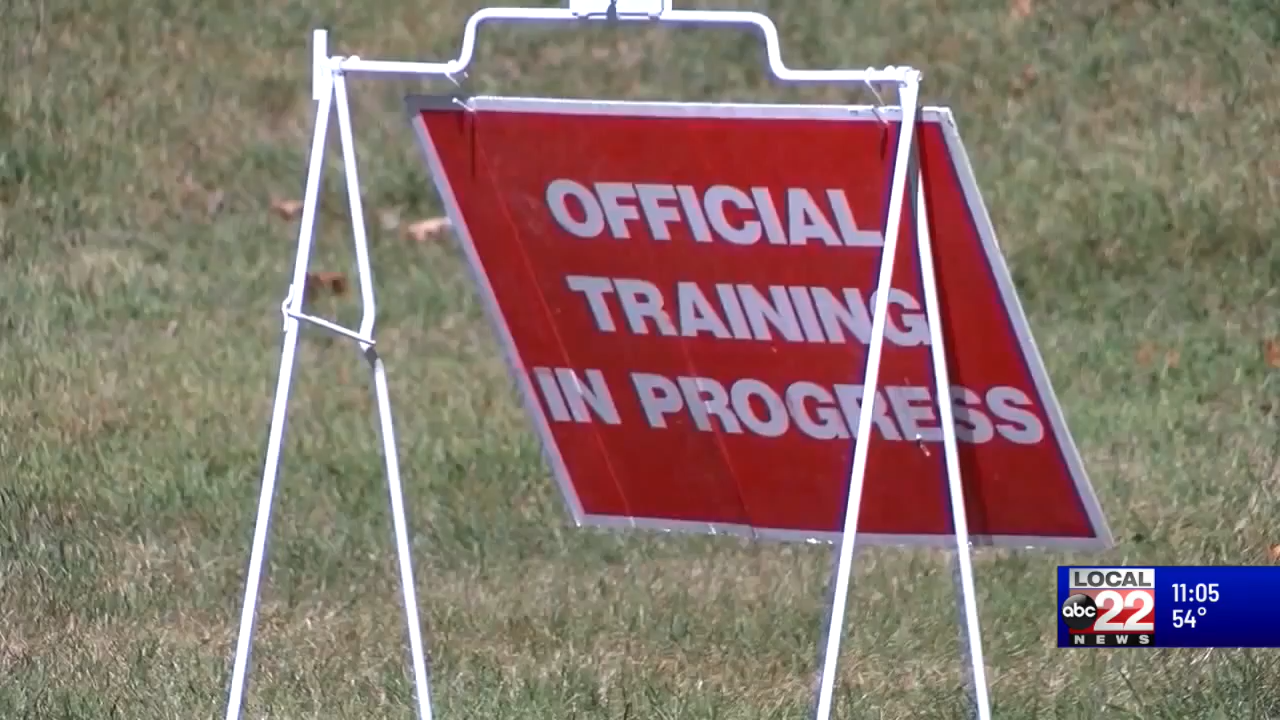 OFFICIAL
TRAINING
IN PROGRESS
LOCAL
abc 22
NEWS
11:05
54°